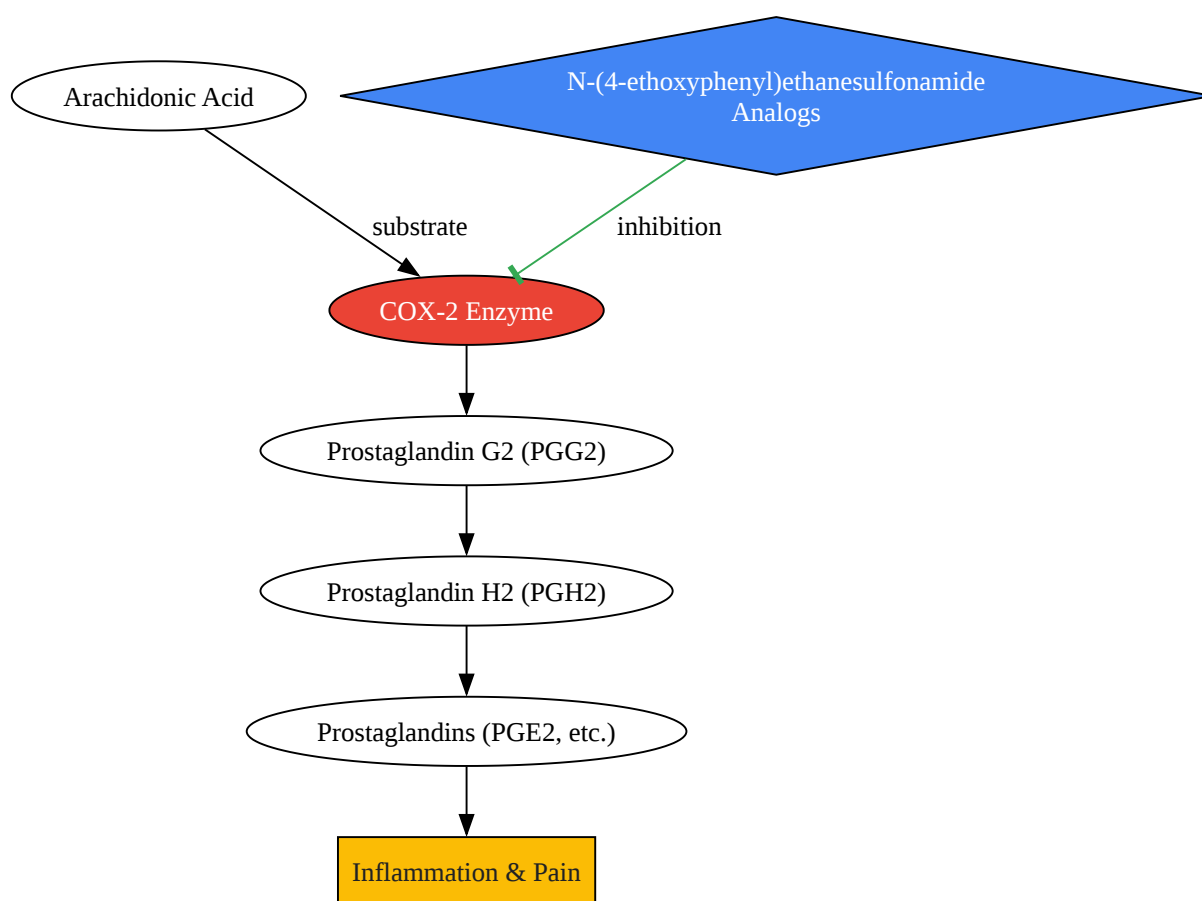 Arachidonic Acid
N-(4-ethoxyphenyl)ethanesulfonamide
Analogs
substrate
inhibition
COX-2 Enzyme
Prostaglandin G2 (PGG2)
Prostaglandin H2 (PGH2)
Prostaglandins (PGE2, etc.)
Inflammation & Pain